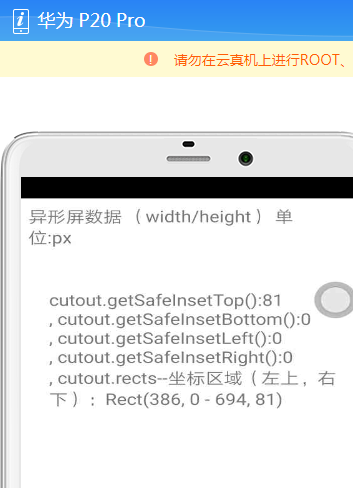 华为 P20 Pro
请勿在云真机上进行ROOT、
异形屏数据 （width/height） 单
位:px
cutout.getSafeInsetTop():81
, cutout.getSafeInsetBottom():0
, cutout.getSafeInsetLeft():0
, cutout.getSafeInsetRight():0
, cutout.rects--坐标区域（左上，右
下）：Rect(386, 0 - 694, 81)